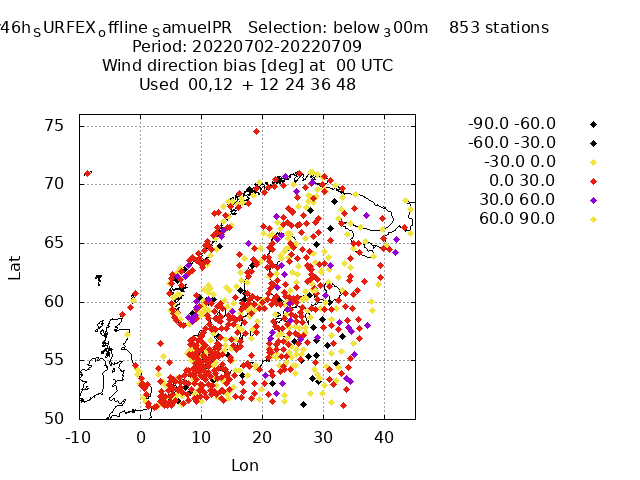 46h_SURFEX_offline_SamuelPR Selection: below_300m 853 stations
Period: 20220702-20220709
Wind direction bias [deg] at 00 UTC
Used 00,12 + 12 24 36 48
-90.0 -60.0
-60.0 -30.0
-30.0 0.0
0.0 30.0
30.0 60.0
60.0 90.0
75
70
65
60
55
50
Lat
-10 0 10 20 30 40
Lon